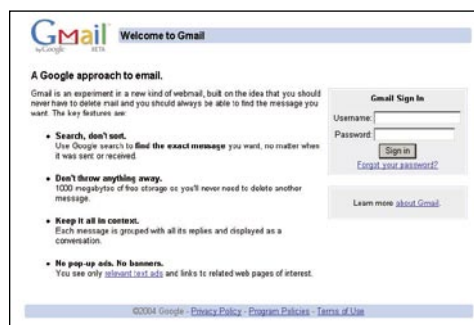 Gmail
by Google BETA
Welcome to Gmail
A Google approach to email.
Gmail is an experiment in a new kind of webmail, built on the idea that you should
never have to delete mail and you should always be able to find the message you
want. The key features are:
Search, don't sort.
Use Google search to find the exact message you want, no matter when
it was sent or received.
Don't throw anything away.
1000 megabytes of free storage so you'll never need to delete another
message.
Keep it all in context.
Each message is grouped with all its replies and displayed as a
conversation.
No pop-up ads. No banners.
You see only relevant text ads and links to related web pages of interest.
Gmail Sign In
Username:
Password:
Sign in
Forgot your password?
Learn more about Gmail.
©2004 Google - Privacy Policy - Program Policies - Terms of Use